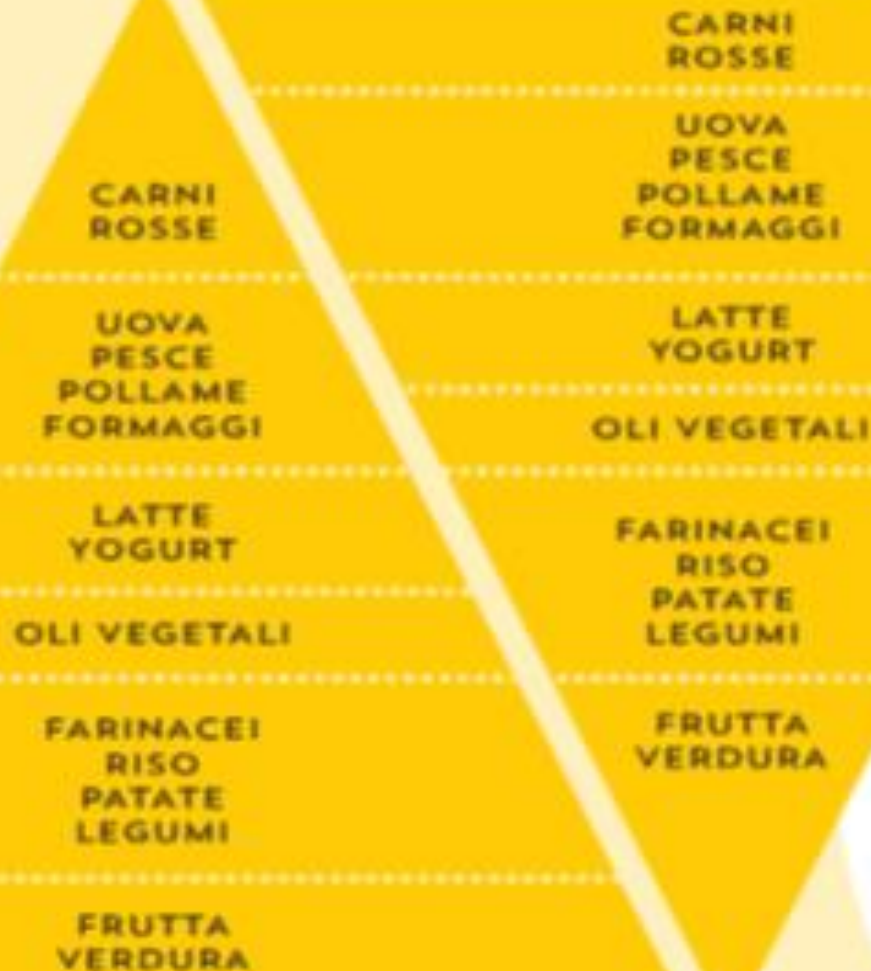 CARNI
ROSSE
UOVA
PESCE
POLLAME
FORMAGGI
LATTE
YOGURT
OLI VEGETALI
FARINACEI
RISO
PATATE
LEGUMI
FRUTTA
VERDURA
CARNI
ROSSE
UOVA
PESCE
POLLAME
FORMAGGI
LATTE
YOGURT
OLI VEGETALI
FARINACEI
RISO
PATATE
LEGUMI
FRUTTA
VERDURA